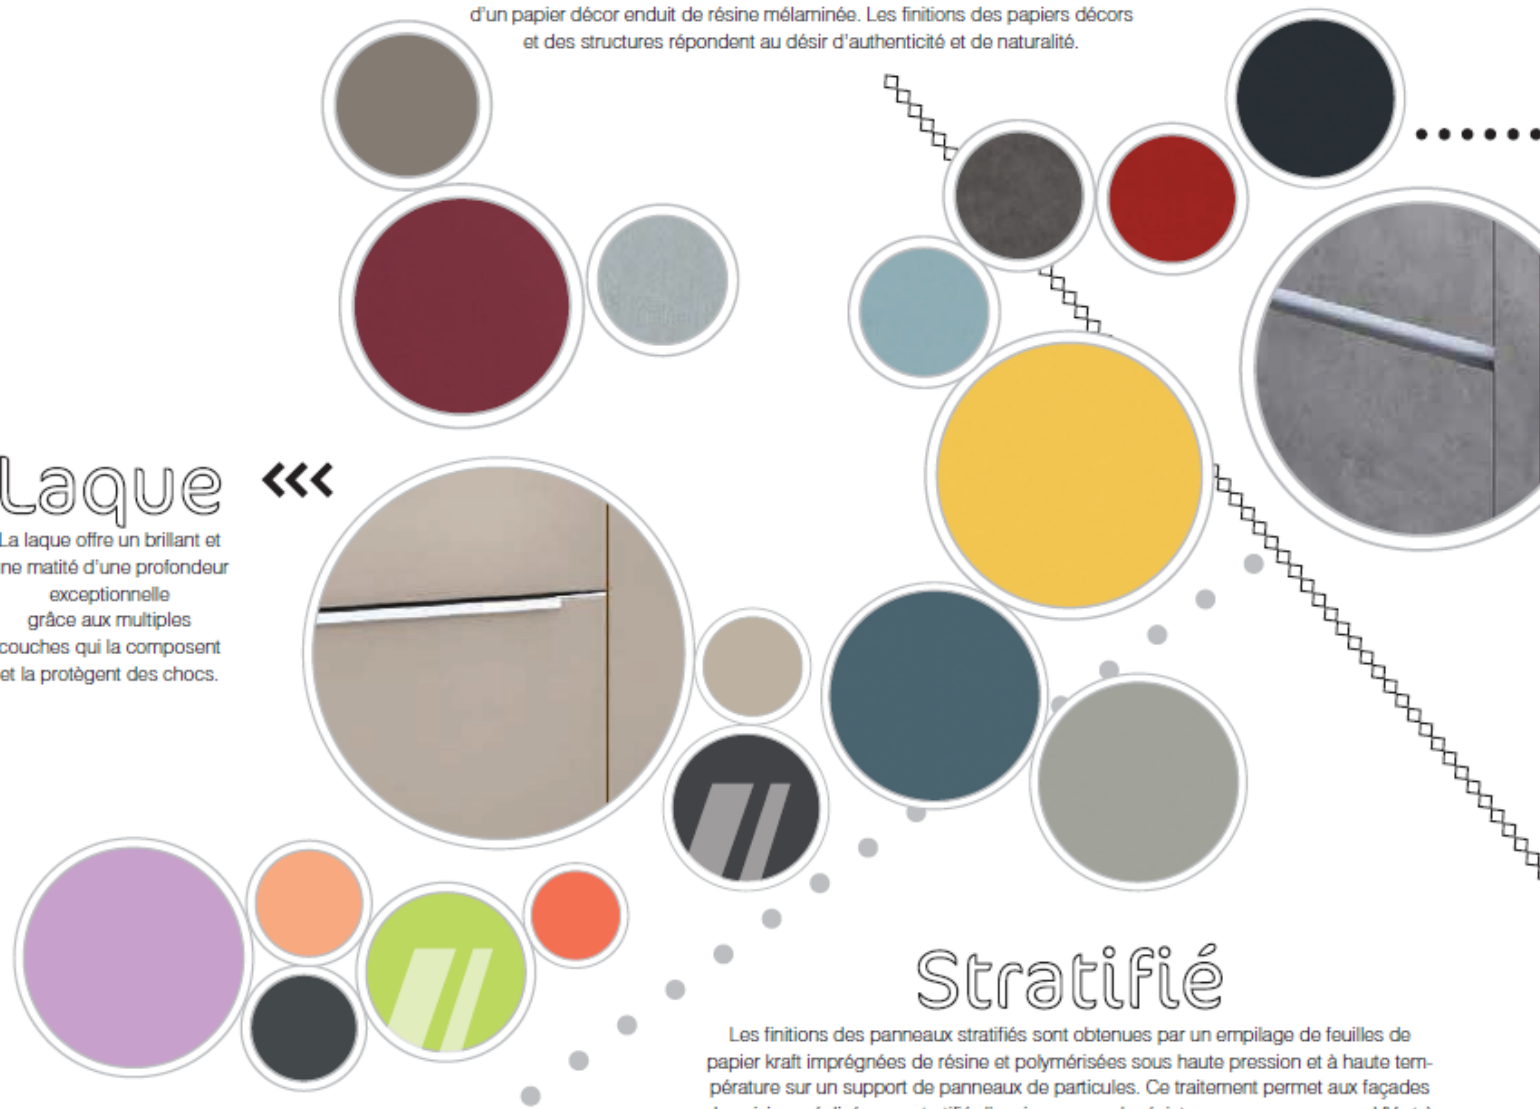 d'un papier décor enduit de résine mélaminée. Les finitions des papiers décors
et des structures répondent au désir d'authenticité et de naturalité.
Laque
La laque offre un brillant et
ne matité d'une profondeur
exceptionnelle
grâce aux multiples
couches qui la composent
et la protègent des chocs.
Stratifié
Les finitions des panneaux stratifiés sont obtenues par un empilage de feuilles de
papier kraft imprégnées de résine et polymérisées sous haute pression et à haute tem-
pérature sur un support de panneaux de particules. Ce traitement permet aux façades